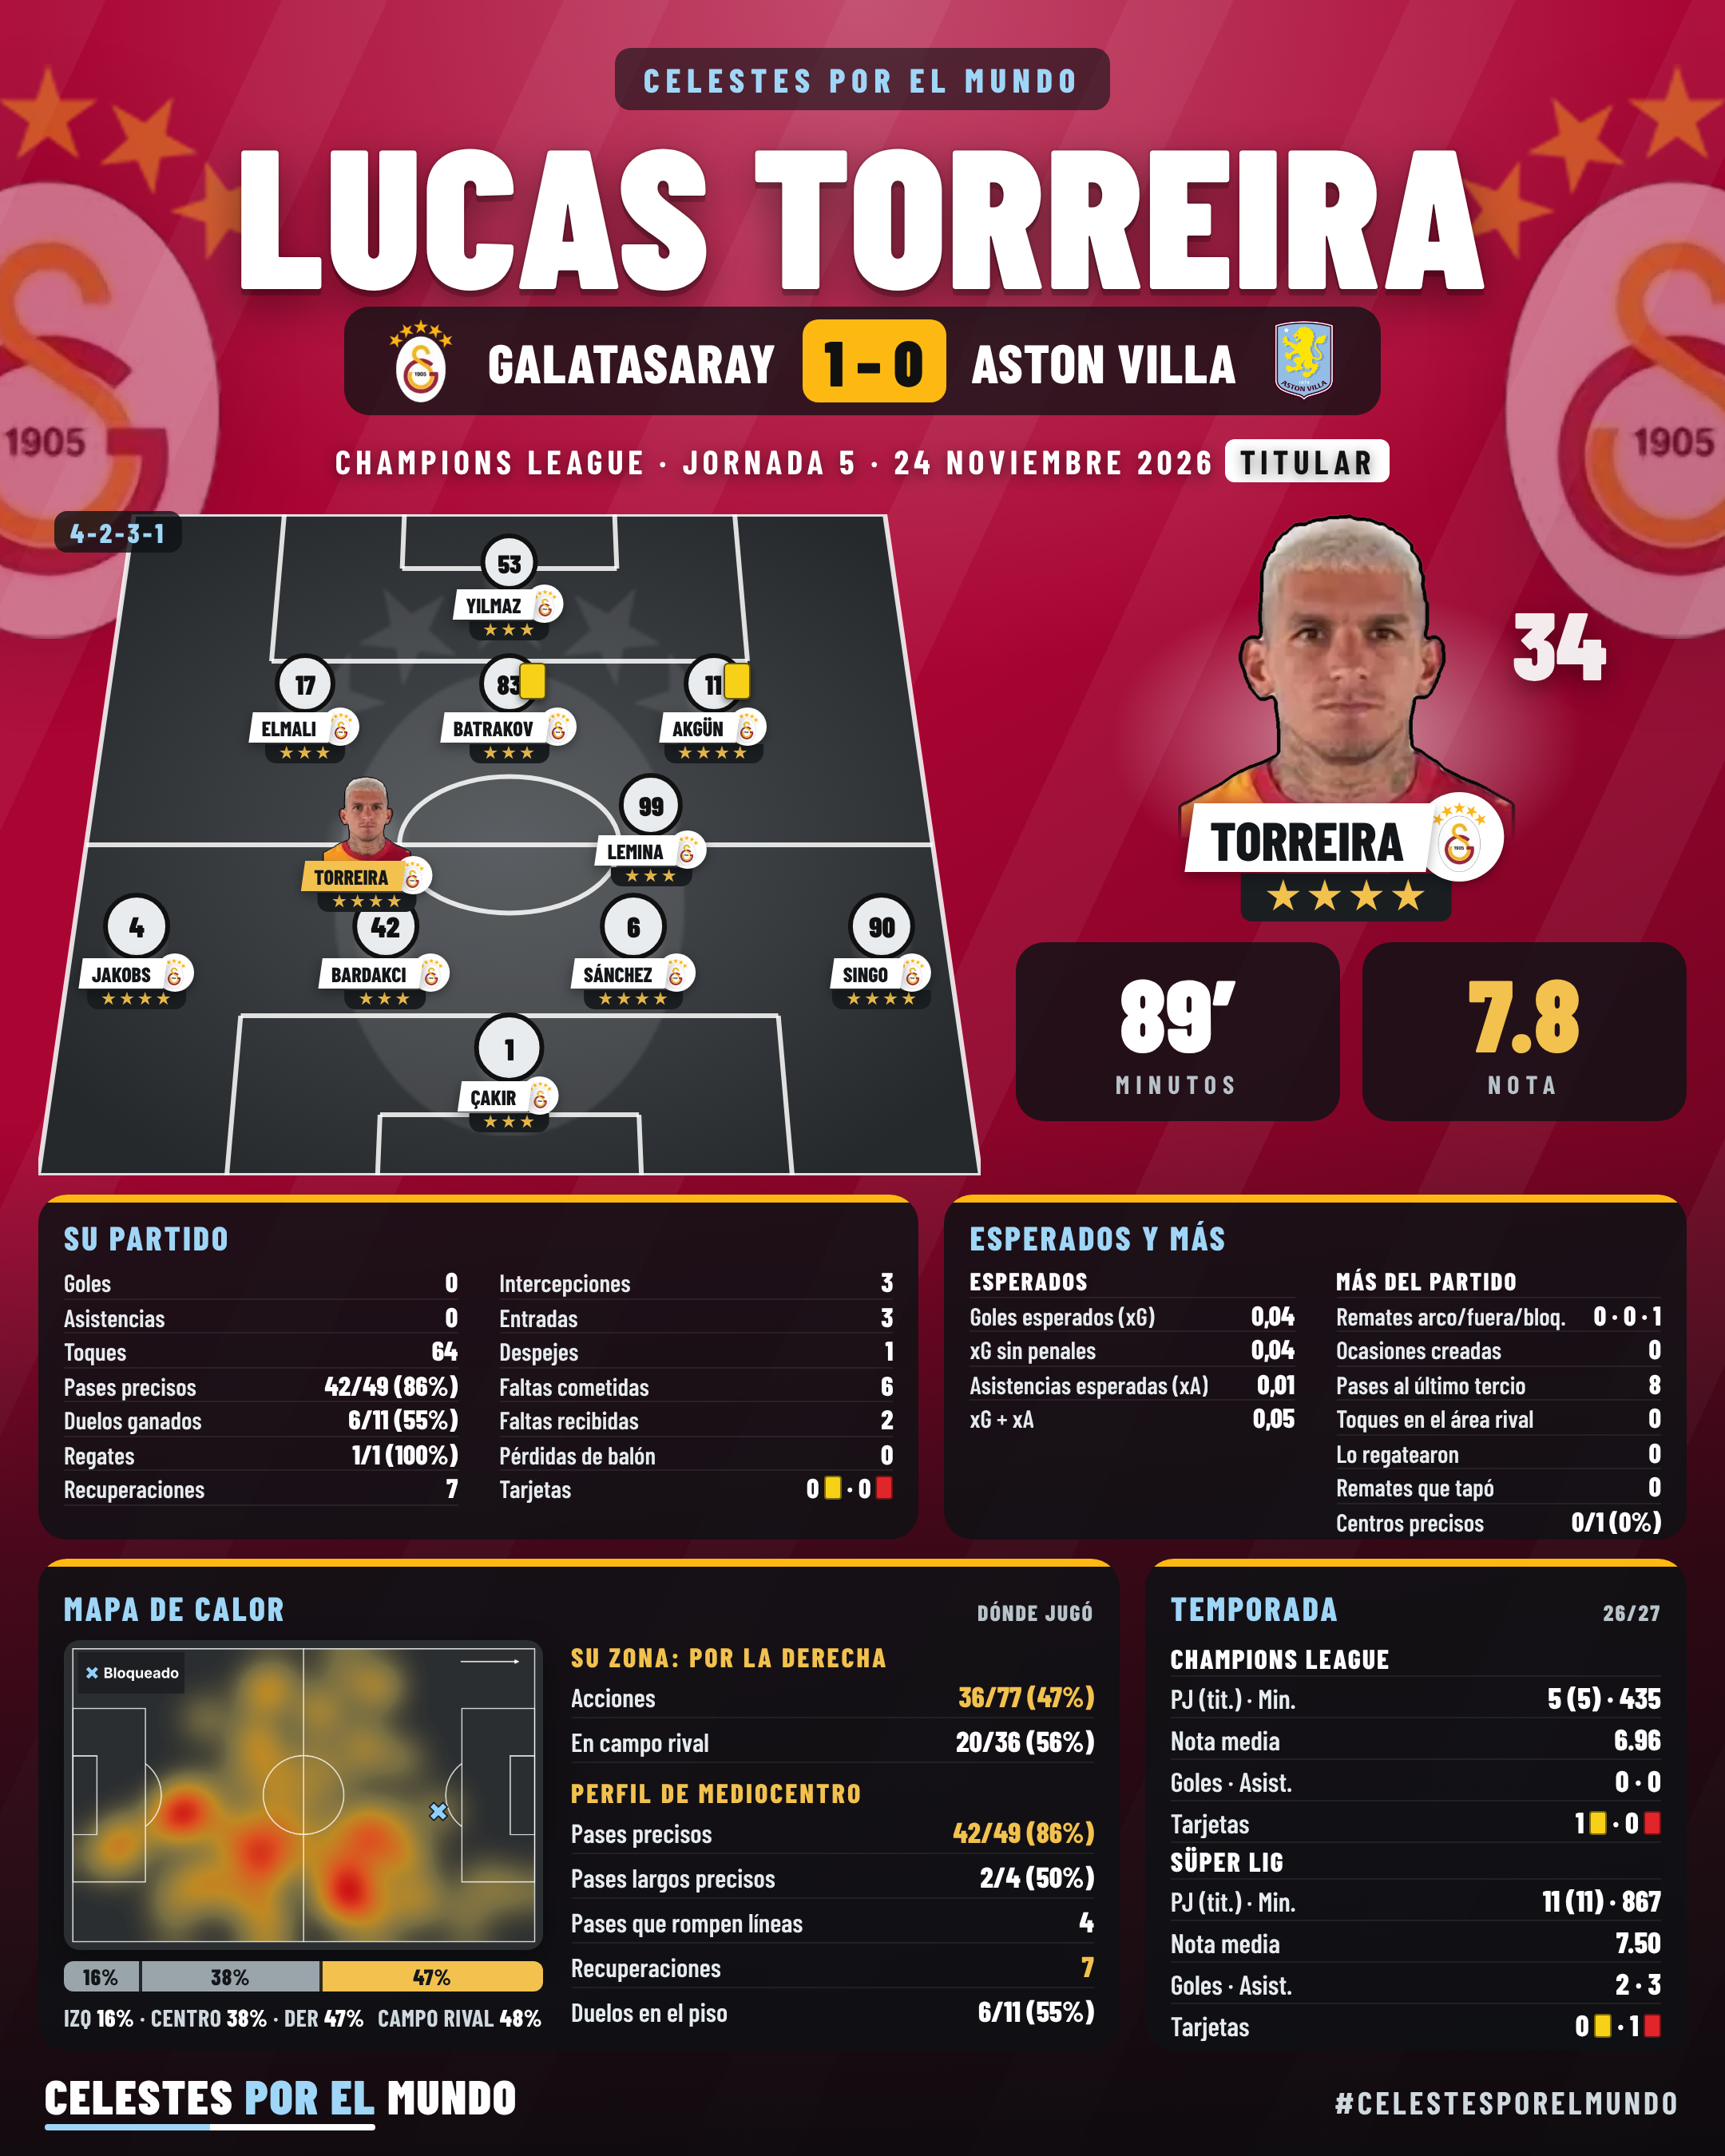 CELESTES POR EL MUNDO
LUCAS TORREIRA
GALATASARAY 1-0 ASTON VILLA
CHAMPIONS LEAGUE · JORNADA 5 · 24 NOVIEMBRE 2026 TITULAR
1905
1905
4-2-3-1
53
YILMAZ
17
ELMALI
83
BATRAKOV
11
AKGÜN
TORREIRA
99
LEMINA
4
JAKOBS
42
BARDAKCI
6
SÁNCHEZ
90
SINGO
1
ÇAKIR
34
TORREIRA
89′
MINUTOS
7.8
NOTA
SU PARTIDO
Goles 0
Asistencias 0
Toques 64
Pases precisos 42/49 (86%)
Duelos ganados 6/11 (55%)
Regates 1/1 (100%)
Recuperaciones 7
Intercepciones 3
Entradas 3
Despejes 1
Faltas cometidas 6
Faltas recibidas 2
Pérdidas de balón 0
Tarjetas 0 · 0
ESPERADOS Y MÁS
ESPERADOS
Goles esperados (xG) 0,04
xG sin penales 0,04
Asistencias esperadas (xA) 0,01
xG + xA 0,05
MÁS DEL PARTIDO
Remates arco/fuera/bloq. 0 · 0 · 1
Ocasiones creadas 0
Pases al último tercio 8
Toques en el área rival 0
Lo regatearon 0
Remates que tapó 0
Centros precisos 0/1 (0%)
MAPA DE CALOR
DÓNDE JUGÓ
Bloqueado
16% 38% 47%
IZQ 16% · CENTRO 38% · DER 47% CAMPO RIVAL 48%
SU ZONA: POR LA DERECHA
Acciones 36/77 (47%)
En campo rival 20/36 (56%)
PERFIL DE MEDIOCENTRO
Pases precisos 42/49 (86%)
Pases largos precisos 2/4 (50%)
Pases que rompen líneas 4
Recuperaciones 7
Duelos en el piso 6/11 (55%)
TEMPORADA 26/27
CHAMPIONS LEAGUE
PJ (tit.) · Min. 5 (5) · 435
Nota media 6.96
Goles · Asist. 0 · 0
Tarjetas 1 · 0
SÜPER LIG
PJ (tit.) · Min. 11 (11) · 867
Nota media 7.50
Goles · Asist. 2 · 3
Tarjetas 0 · 1
CELESTES POR EL MUNDO
#CELESTESPORELMUNDO